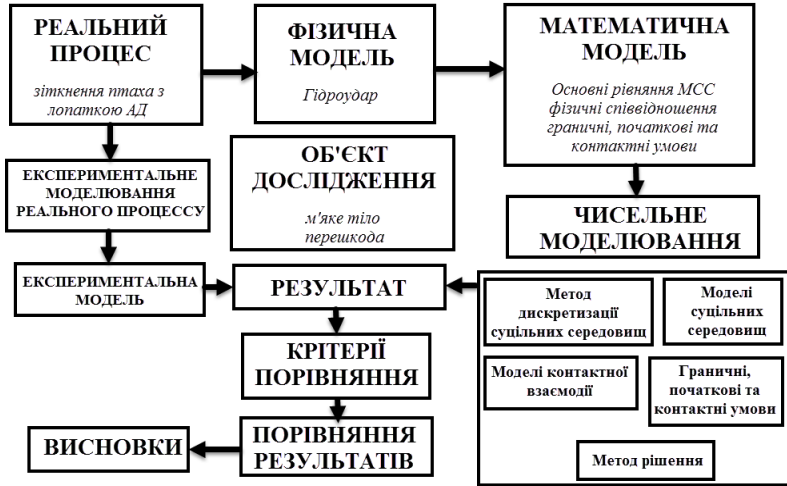 РЕАЛЬНИЙ
ПРОЦЕС
зіткнення птаха з
лопаткою АД
ФІЗИЧНА
МОДЕЛЬ
Гідроудар
МАТЕМАТИЧНА
МОДЕЛЬ
Основні рівняння МСС
фізичні співвідношення
граничні, початкові та
контактні умови
ЕКСПЕРИМЕНТАЛЬНЕ
МОДЕЛЮВАННЯ
РЕАЛЬНОГО ПРОЦЕССУ
ОБ'ЄКТ
ДОСЛІДЖЕННЯ
м'яке тіло
перешкода
ЧИСЕЛЬНЕ
МОДЕЛЮВАННЯ
ЕКСПЕРИМЕНТАЛЬНА
МОДЕЛЬ
РЕЗУЛЬТАТ
Метод
дискретизації
суцільних середовищ
Моделі
суцільних
середовищ
КРІТЕРІЇ
ПОРІВНЯННЯ
Моделі контактної
взаємодії
Граничні,
початкові та
контактні умови
ВИСНОВКИ
ПОРІВНЯННЯ
РЕЗУЛЬТАТІВ
Метод рішення